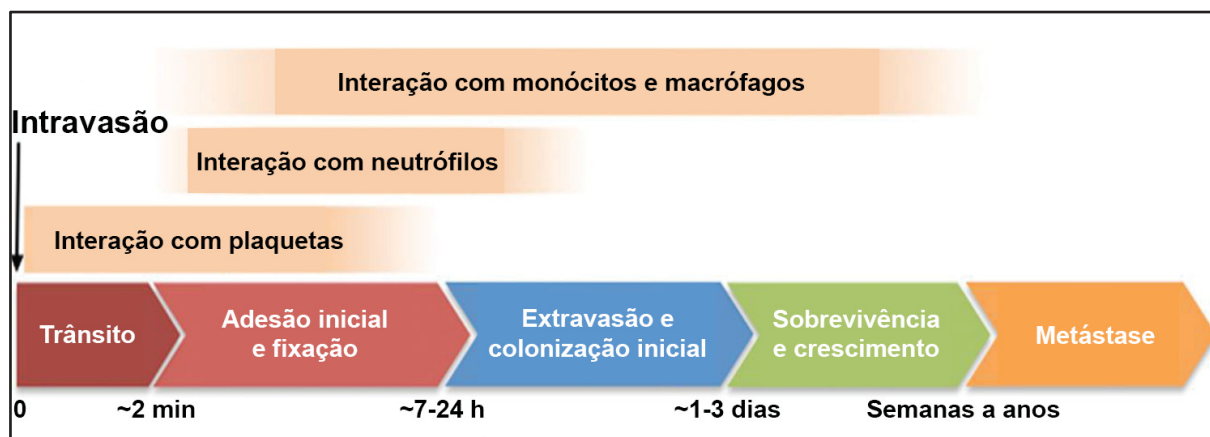 Interação com monócitos e macrófagos
Intravasão
Interação com neutrófilos
Interação com plaquetas
Trânsito
Adesão inicial
e fixação
Extravasão e
colonização inicial
Sobrevivência
e crescimento
Metástase
0
~2 min
~7-24 h
~1-3 dias
Semanas a anos